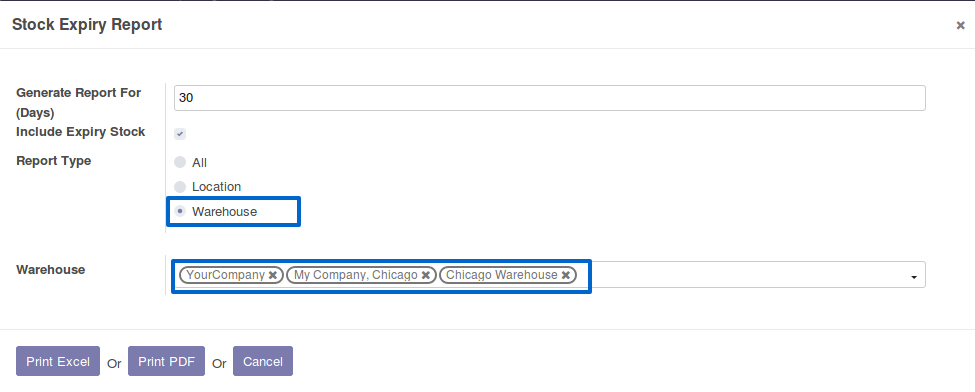 Stock Expiry Report
Generate Report For
(Days)
30
Include Expiry Stock
Report Type
All
Location
Warehouse
Warehouse
YourCompany
My Company, Chicago
Chicago Warehouse
Print Excel Or Print PDF Or Cancel